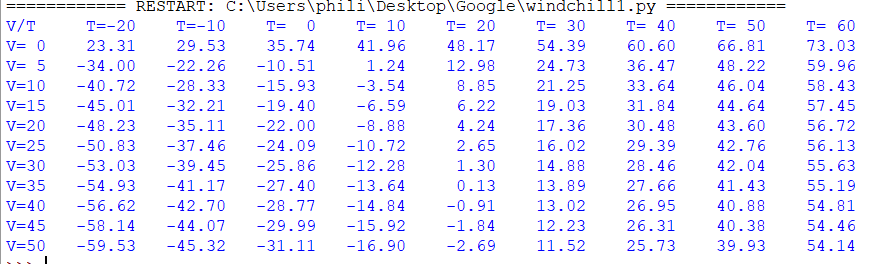 ============ RESTART: C:\Users\phili\Desktop\Google\windchill1.py ============
V/T     T=-20   T=-10   T=  0   T= 10   T= 20   T= 30   T= 40   T= 50   T= 60
V= 0    23.31   29.53   35.74   41.96   48.17   54.39   60.60   66.81   73.03
V= 5   -34.00  -22.26  -10.51    1.24   12.98   24.73   36.47   48.22   59.96
V=10   -40.72  -28.33  -15.93   -3.54    8.85   21.25   33.64   46.04   58.43
V=15   -45.01  -32.21  -19.40   -6.59    6.22   19.03   31.84   44.64   57.45
V=20   -48.23  -35.11  -22.00   -8.88    4.24   17.36   30.48   43.60   56.72
V=25   -50.83  -37.46  -24.09  -10.72    2.65   16.02   29.39   42.76   56.13
V=30   -53.03  -39.45  -25.86  -12.28    1.30   14.88   28.46   42.04   55.63
V=35   -54.93  -41.17  -27.40  -13.64    0.13   13.89   27.66   41.43   55.19
V=40   -56.62  -42.70  -28.77  -14.84   -0.91   13.02   26.95   40.88   54.81
V=45   -58.14  -44.07  -29.99  -15.92   -1.84   12.23   26.31   40.38   54.46
V=50   -59.53  -45.32  -31.11  -16.90   -2.69   11.52   25.73   39.93   54.14
>>>